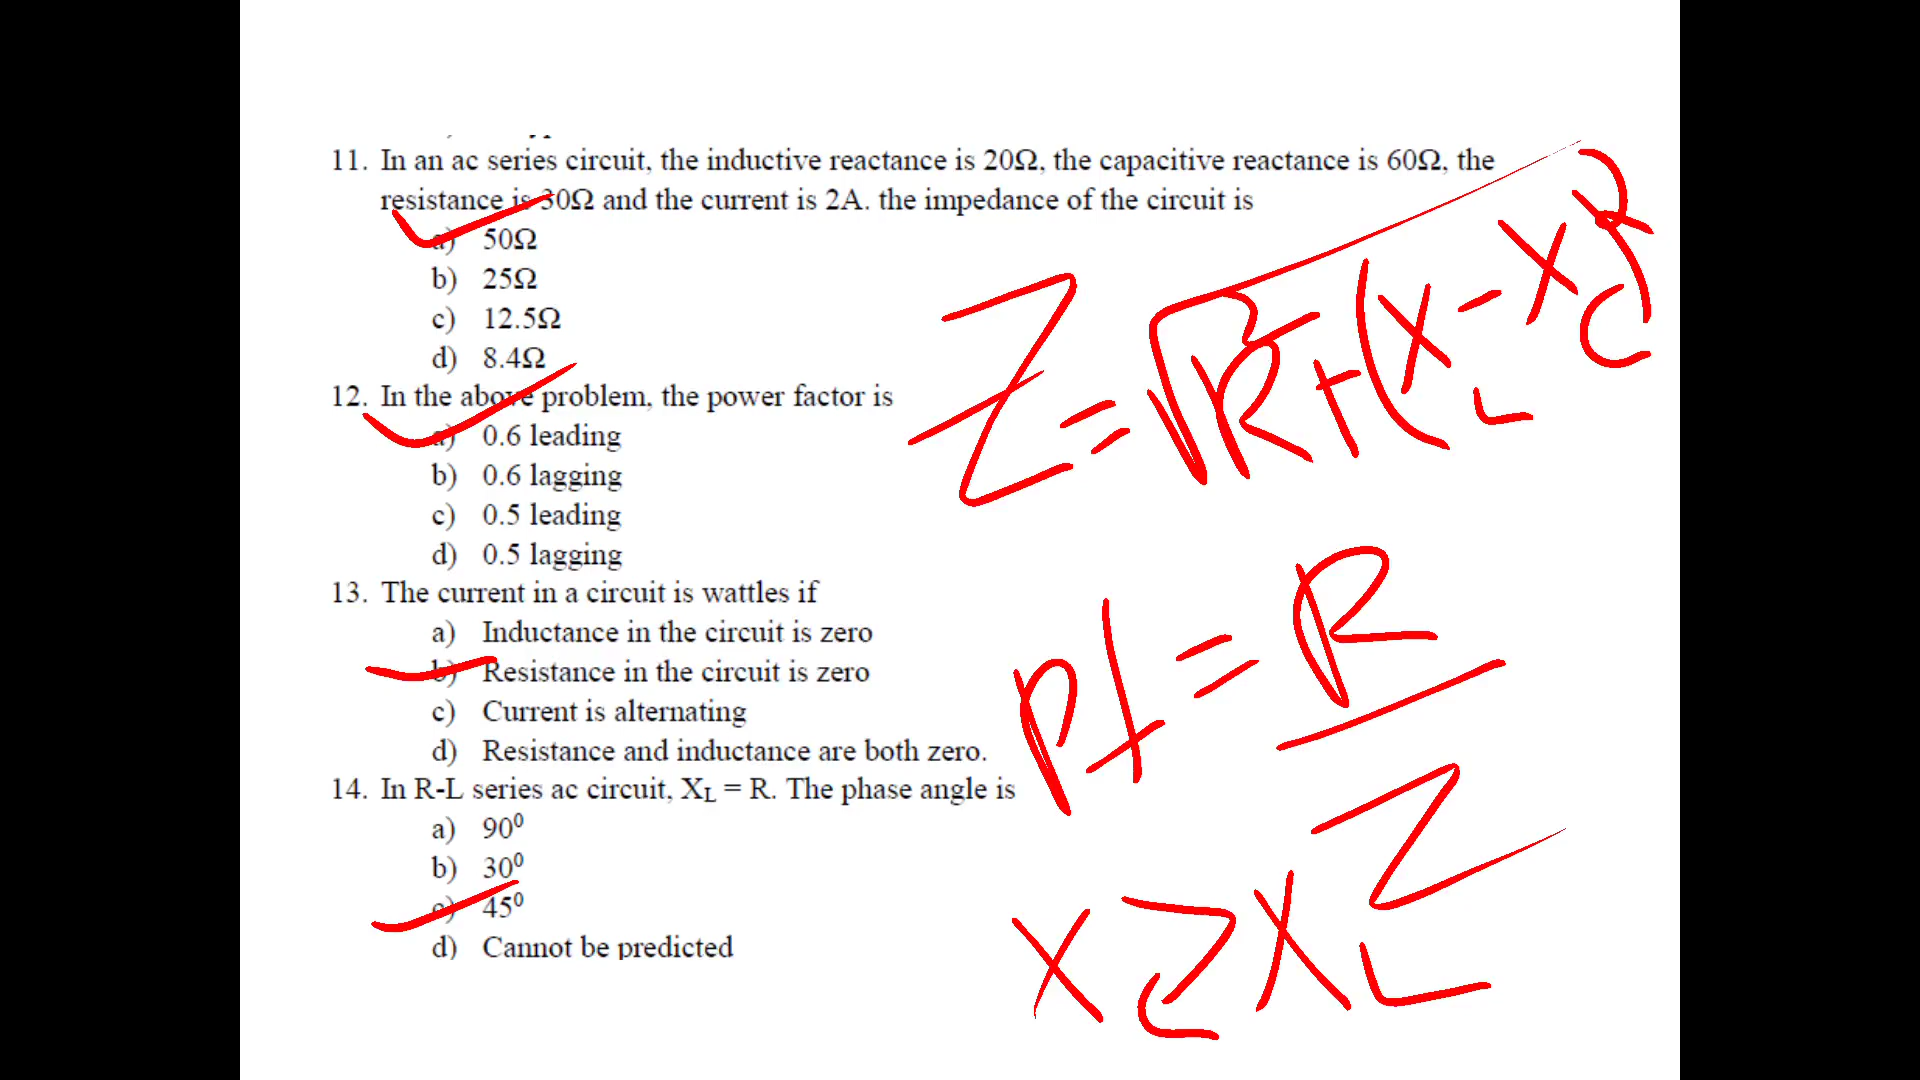 11. In an ac series circuit, the inductive reactance is 20Ω, the capacitive reactance is 60Ω, the
resistance is 30Ω and the current is 2A. the impedance of the circuit is
a) 50Ω
b) 25Ω
c) 12.5Ω
d) 8.4Ω
12. In the above problem, the power factor is
a) 0.6 leading
b) 0.6 lagging
c) 0.5 leading
d) 0.5 lagging
13. The current in a circuit is wattles if
a) Inductance in the circuit is zero
b) Resistance in the circuit is zero
c) Current is alternating
d) Resistance and inductance are both zero.
14. In R-L series ac circuit, XL = R. The phase angle is
a) 90⁰
b) 30⁰
c) 45⁰
d) Cannot be predicted
Z = √R²+(XL-XC)²
Pf = R
Z
XC>XL